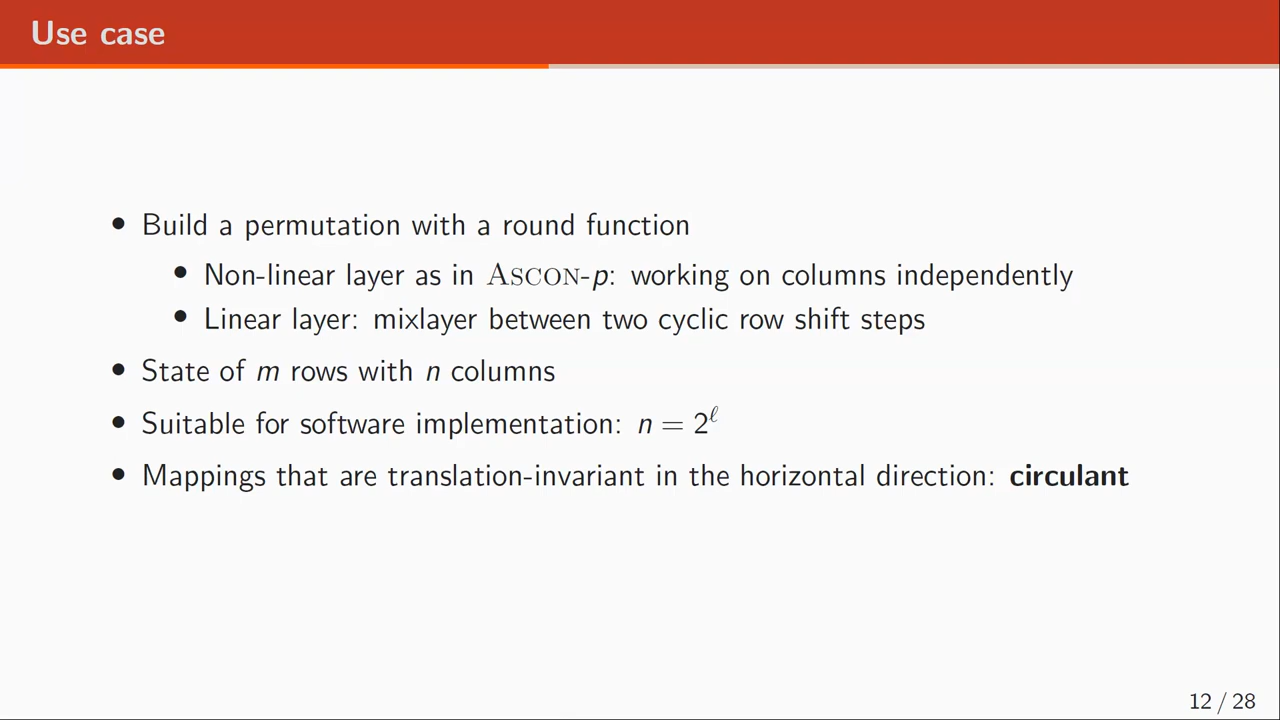 Use case
• Build a permutation with a round function
• Non-linear layer as in Ascon-p: working on columns independently
• Linear layer: mixlayer between two cyclic row shift steps
• State of m rows with n columns
• Suitable for software implementation: n = 2^ℓ
• Mappings that are translation-invariant in the horizontal direction: circulant
12 / 28